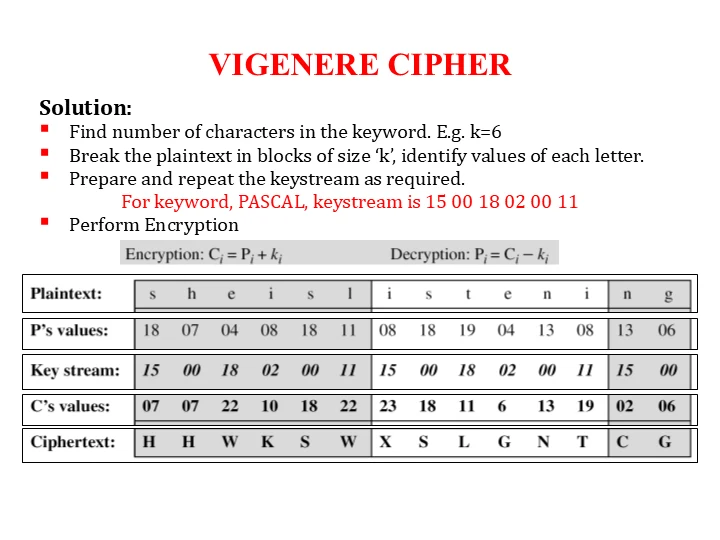 VIGENERE CIPHER
Solution:
▪ Find number of characters in the keyword. E.g. k=6
▪ Break the plaintext in blocks of size ‘k’, identify values of each letter.
▪ Prepare and repeat the keystream as required.
For keyword, PASCAL, keystream is 15 00 18 02 00 11
▪ Perform Encryption
Encryption: Cᵢ = Pᵢ + kᵢ Decryption: Pᵢ = Cᵢ − kᵢ
Plaintext: s h e i s l i s t e n i n g
P’s values: 18 07 04 08 18 11 08 18 19 04 13 08 13 06
Key stream: 15 00 18 02 00 11 15 00 18 02 00 11 15 00
C’s values: 07 07 22 10 18 22 23 18 11 6 13 19 02 06
Ciphertext: H H W K S W X S L G N T C G